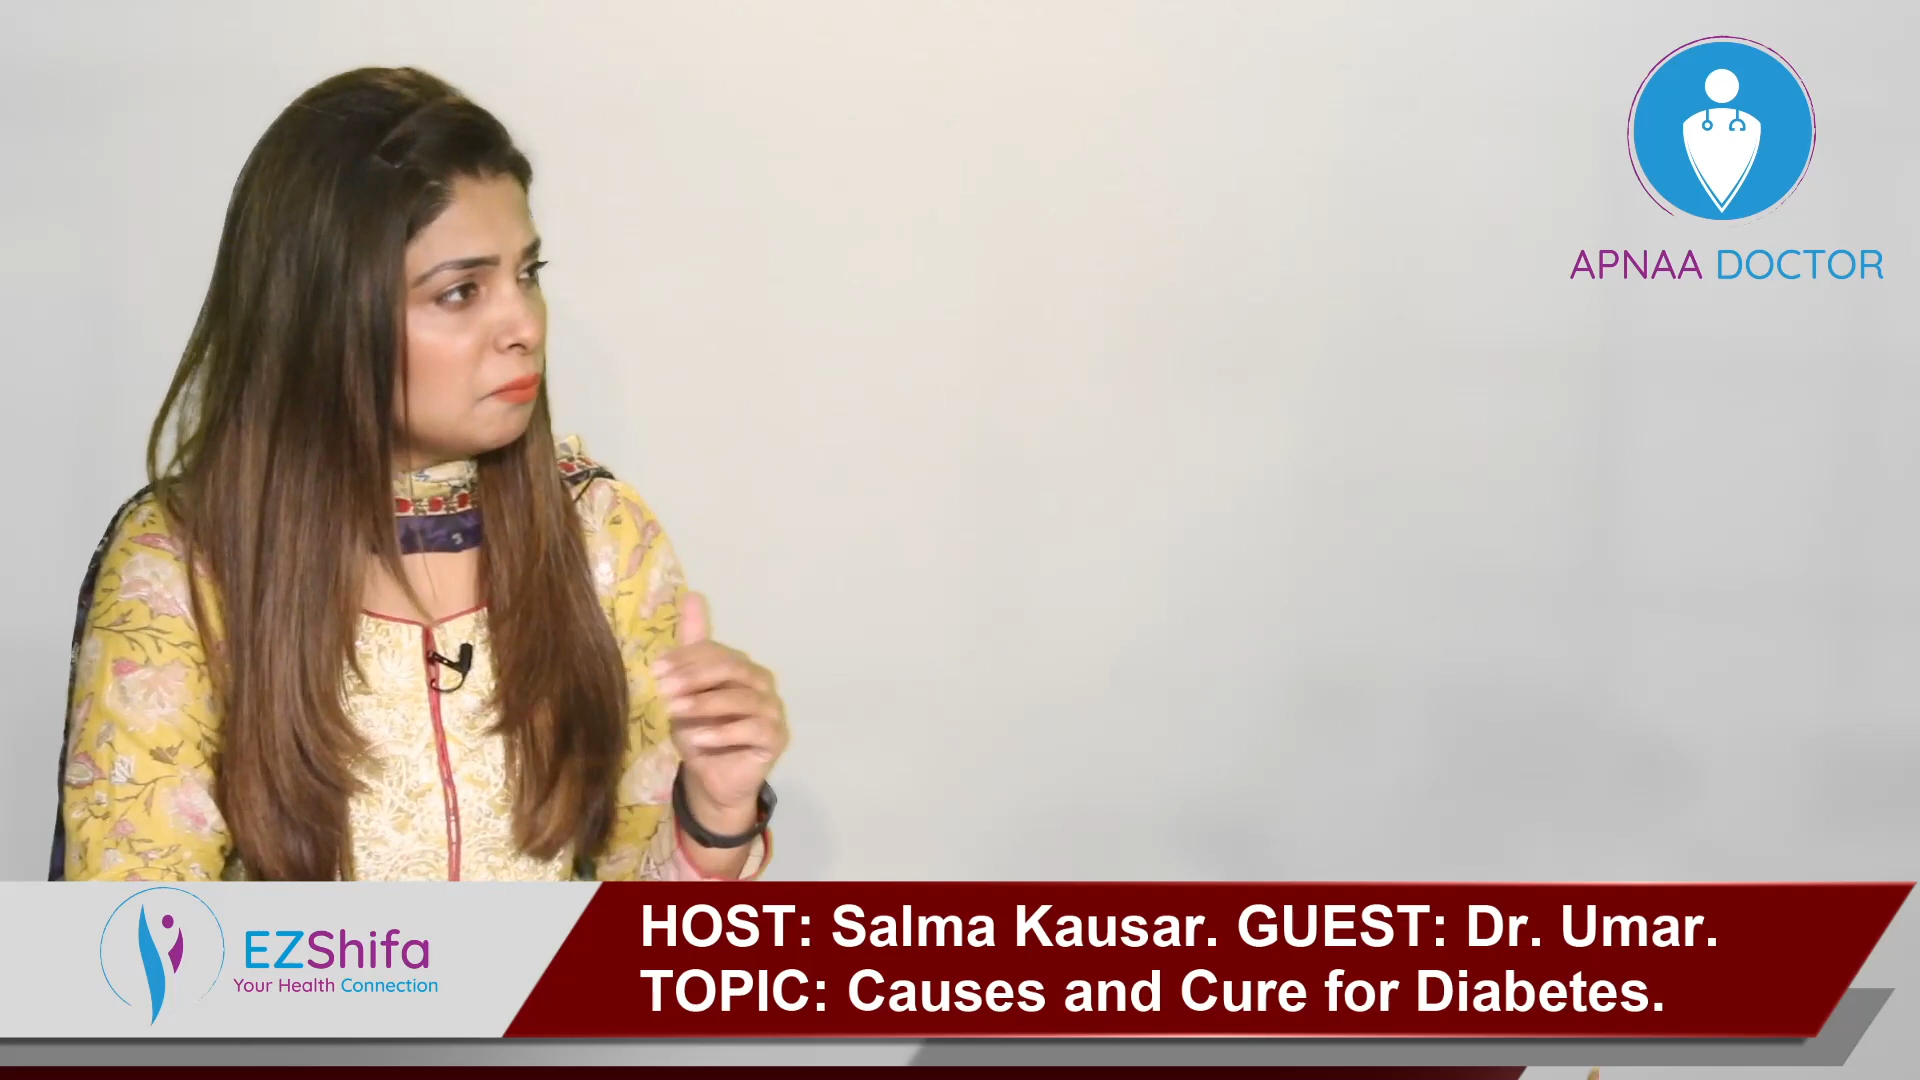 APNAA DOCTOR
EZShifa
Your Health Connection
HOST: Salma Kausar. GUEST: Dr. Umar.
TOPIC: Causes and Cure for Diabetes.